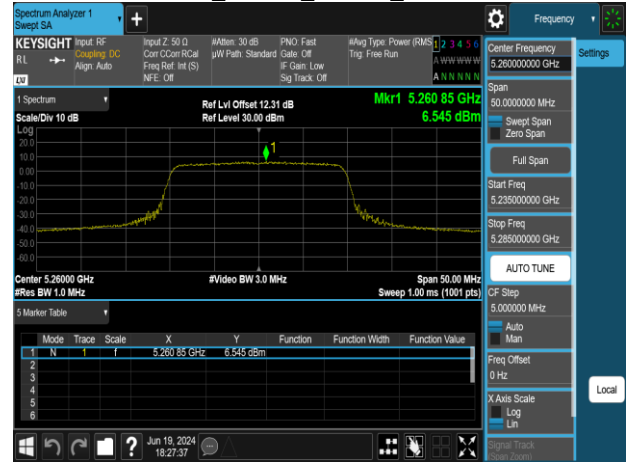 Spectrum Analyzer 1
Swept SA
+
Frequency
KEYSIGHT
RL
Input: RF
Coupling: DC
Align: Auto
Input Z: 50 Ω
Corr CCorr RCal
Freq Ref: Int (S)
NFE: Off
#Atten: 30 dB
µW Path: Standard
PNO: Fast
Gate: Off
IF Gain: Low
Sig Track: Off
#Avg Type: Power (RMS
Trig: Free Run
1 2 3 4 5 6
A W W W W W
A N N N N N
LXI
1 Spectrum
Scale/Div 10 dB
Ref Lvl Offset 12.31 dB
Ref Level 30.00 dBm
Mkr1 5.260 85 GHz
6.545 dBm
Log
20.0
10.0
0.00
-10.0
-20.0
-30.0
-40.0
-50.0
-60.0
1
Center 5.26000 GHz
#Res BW 1.0 MHz
#Video BW 3.0 MHz
Span 50.00 MHz
Sweep 1.00 ms (1001 pts)
5 Marker Table
Mode Trace Scale X Y Function Function Width Function Value
1 N 1 f 5.260 85 GHz 6.545 dBm
2
3
4
5
6
?
Jun 19, 2024
18:27:37
Center Frequency
5.260000000 GHz
Settings
Span
50.0000000 MHz
Swept Span
Zero Span
Full Span
Start Freq
5.235000000 GHz
Stop Freq
5.285000000 GHz
AUTO TUNE
CF Step
5.000000 MHz
Auto
Man
Freq Offset
0 Hz
X Axis Scale
Log
Lin
Local
Signal Track
(Span Zoom)